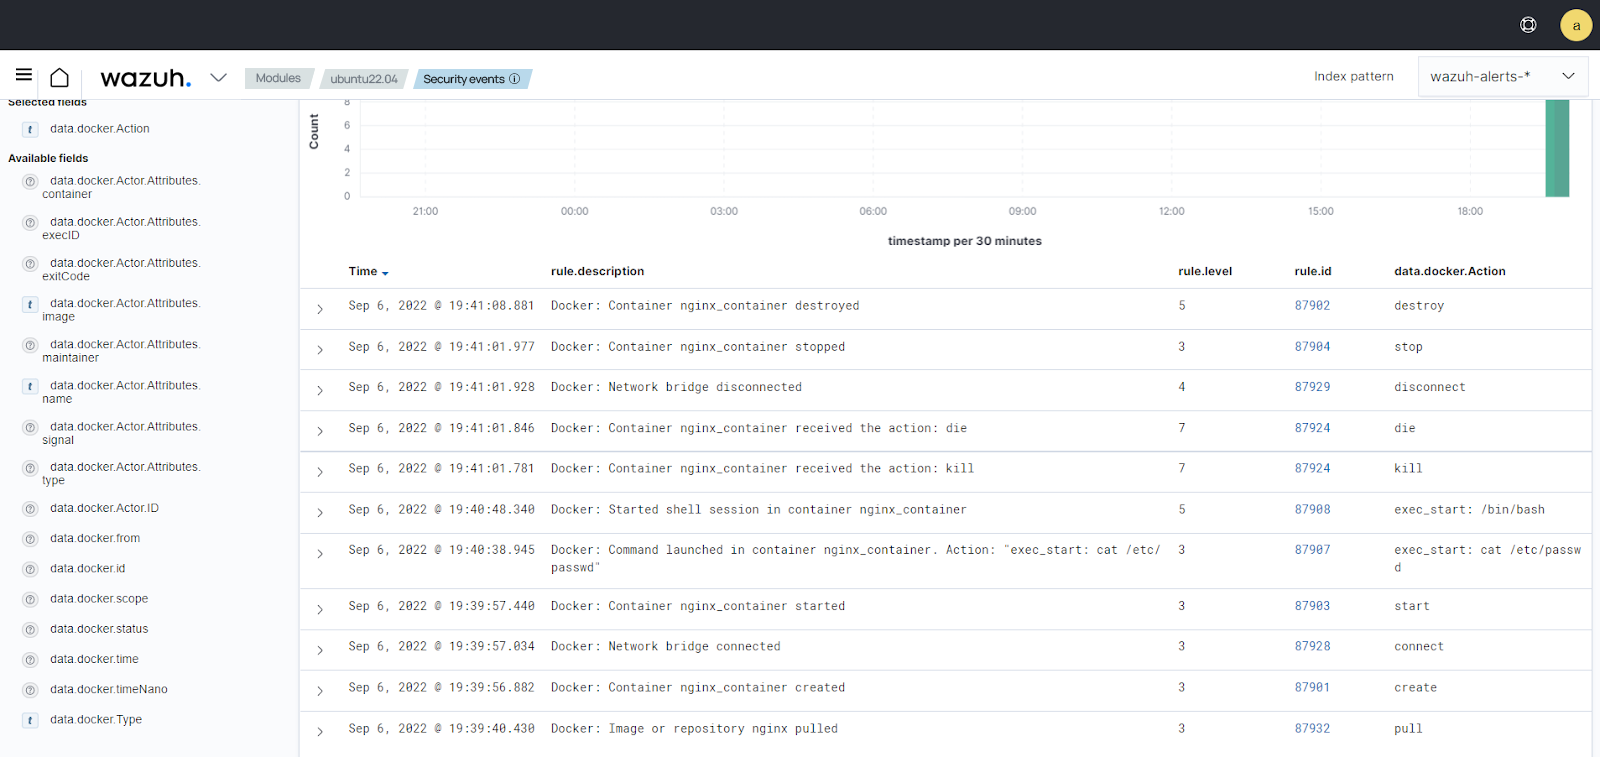 a
wazuh.
Modules
ubuntu22.04
Security events
Index pattern
wazuh-alerts-*
Selected fields
t data.docker.Action
Available fields
data.docker.Actor.Attributes.
container
data.docker.Actor.Attributes.
execID
data.docker.Actor.Attributes.
exitCode
t data.docker.Actor.Attributes.
image
data.docker.Actor.Attributes.
maintainer
t data.docker.Actor.Attributes.
name
data.docker.Actor.Attributes.
signal
data.docker.Actor.Attributes.
type
data.docker.Actor.ID
data.docker.from
data.docker.id
data.docker.scope
data.docker.status
data.docker.time
data.docker.timeNano
t data.docker.Type
Count
8
6
4
2
0
21:00 00:00 03:00 06:00 09:00 12:00 15:00 18:00
timestamp per 30 minutes
Time rule.description rule.level rule.id data.docker.Action
Sep 6, 2022 @ 19:41:08.881 Docker: Container nginx_container destroyed 5 87902 destroy
Sep 6, 2022 @ 19:41:01.977 Docker: Container nginx_container stopped 3 87904 stop
Sep 6, 2022 @ 19:41:01.928 Docker: Network bridge disconnected 4 87929 disconnect
Sep 6, 2022 @ 19:41:01.846 Docker: Container nginx_container received the action: die 7 87924 die
Sep 6, 2022 @ 19:41:01.781 Docker: Container nginx_container received the action: kill 7 87924 kill
Sep 6, 2022 @ 19:40:48.340 Docker: Started shell session in container nginx_container 5 87908 exec_start: /bin/bash
Sep 6, 2022 @ 19:40:38.945 Docker: Command launched in container nginx_container. Action: "exec_start: cat /etc/ 3 87907 exec_start: cat /etc/passw
passwd" d
Sep 6, 2022 @ 19:39:57.440 Docker: Container nginx_container started 3 87903 start
Sep 6, 2022 @ 19:39:57.034 Docker: Network bridge connected 3 87928 connect
Sep 6, 2022 @ 19:39:56.882 Docker: Container nginx_container created 3 87901 create
Sep 6, 2022 @ 19:39:40.430 Docker: Image or repository nginx pulled 3 87932 pull